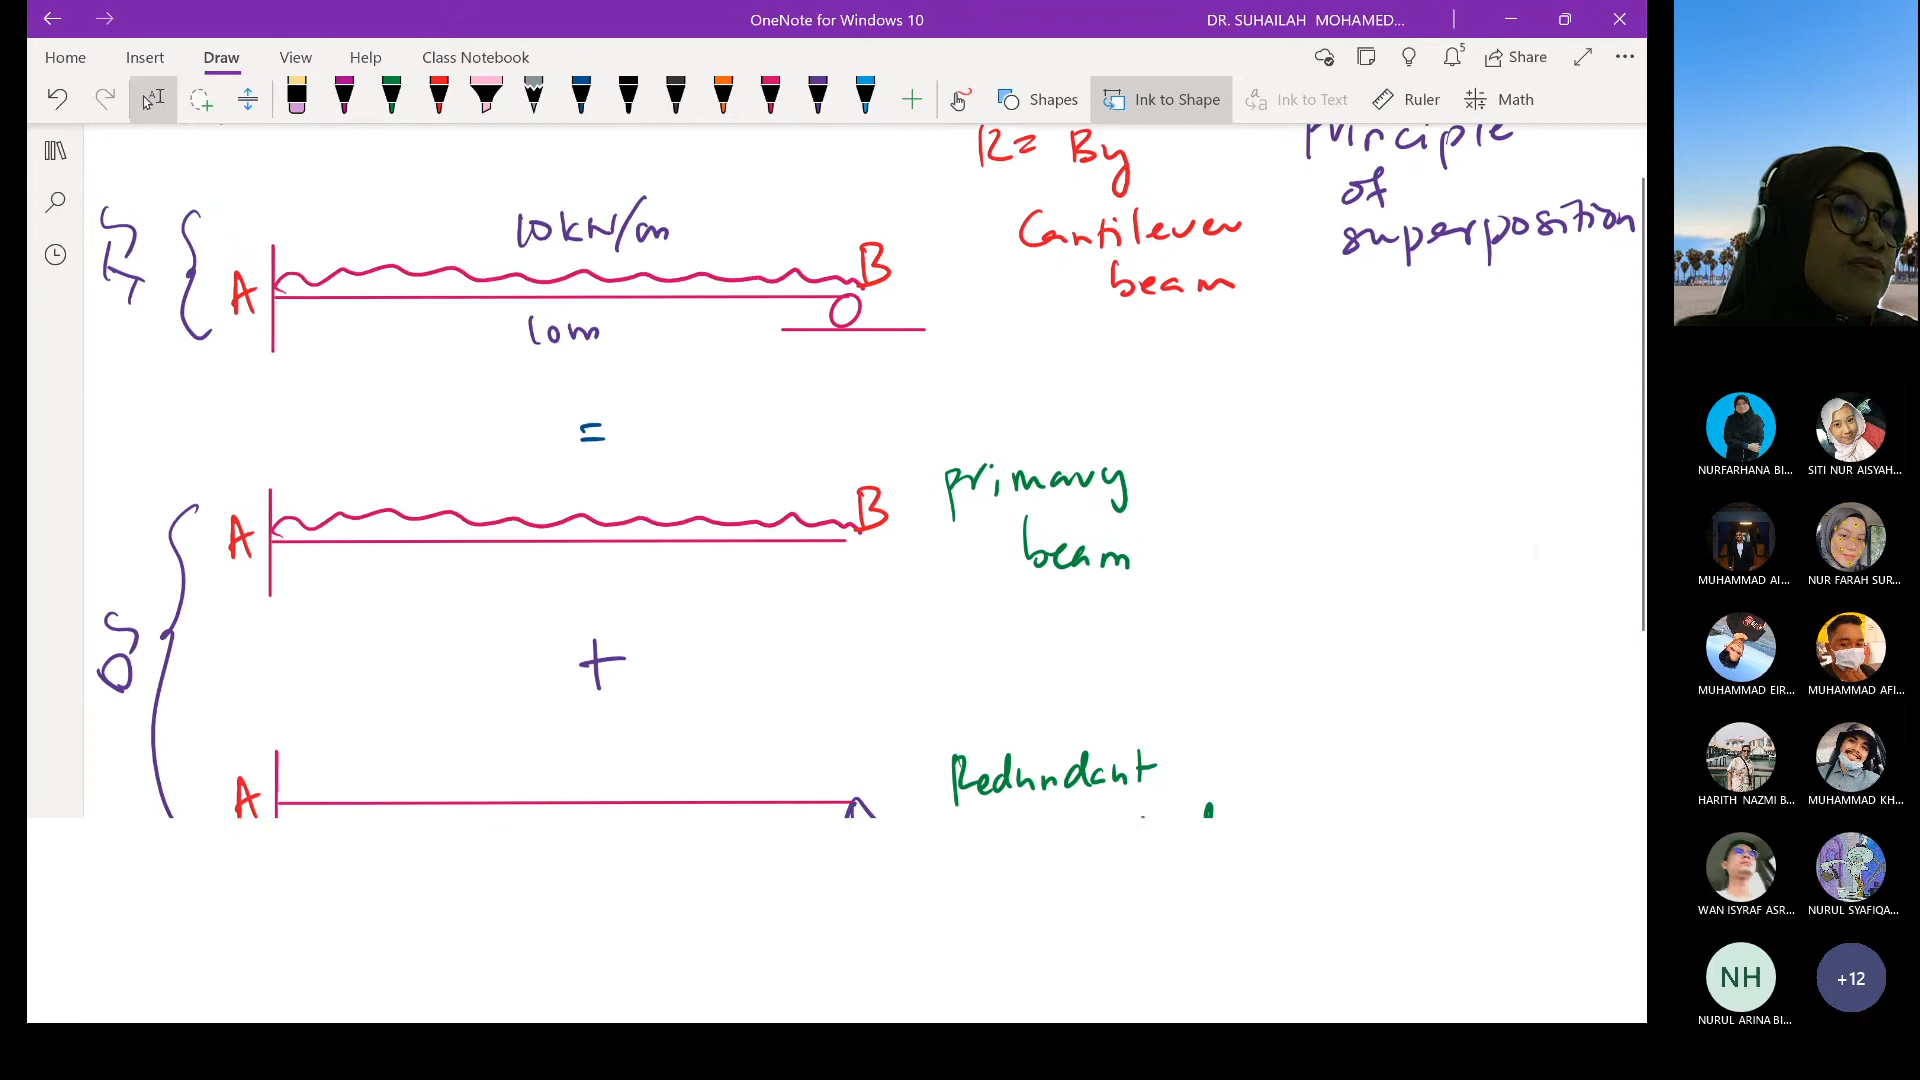 OneNote for Windows 10
DR. SUHAILAH MOHAMED...
Home Insert Draw View Help Class Notebook
5 Share
Shapes Ink to Shape Ink to Text Ruler Math
R = By
Cantilever
beam
principle
of
superposition
10kN/m
A B
10m
=
A B
primary
beam
+
A
Redundant
NURFARHANA BI...
SITI NUR AISYAH...
MUHAMMAD AI...
NUR FARAH SUR...
MUHAMMAD EIR...
MUHAMMAD AFI...
HARITH NAZMI B...
MUHAMMAD KH...
WAN ISYRAF ASR...
NURUL SYAFIQA...
NH
NURUL ARINA BI...
+12